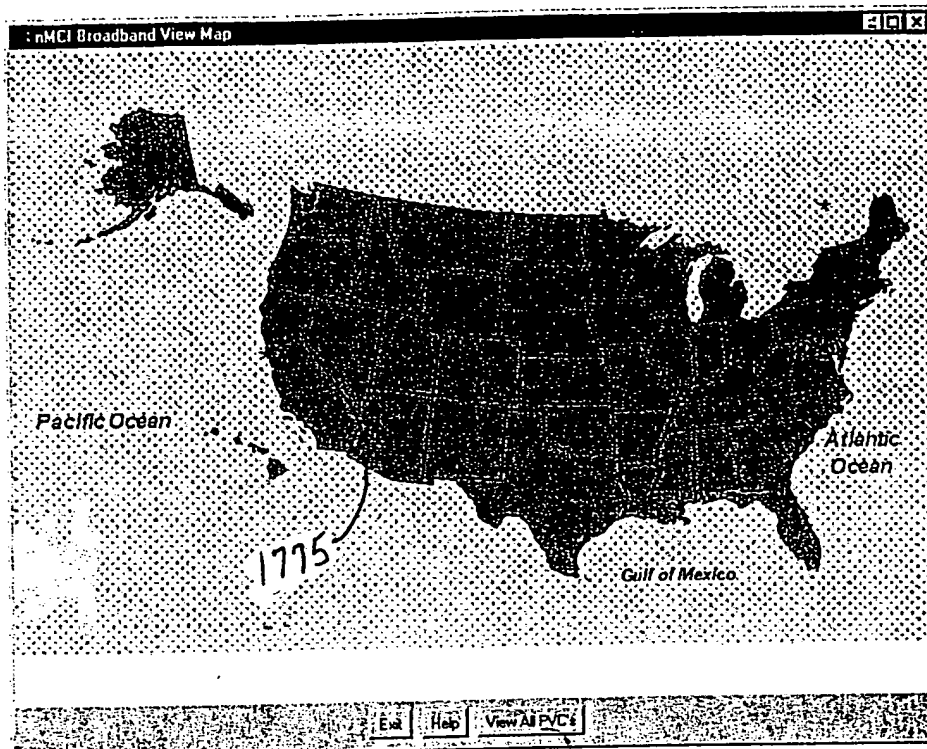 : nMCI Broadband View Map
Pacific Ocean
Atlantic
Ocean
1775
Gulf of Mexico
Exit
Help
View All PVC's